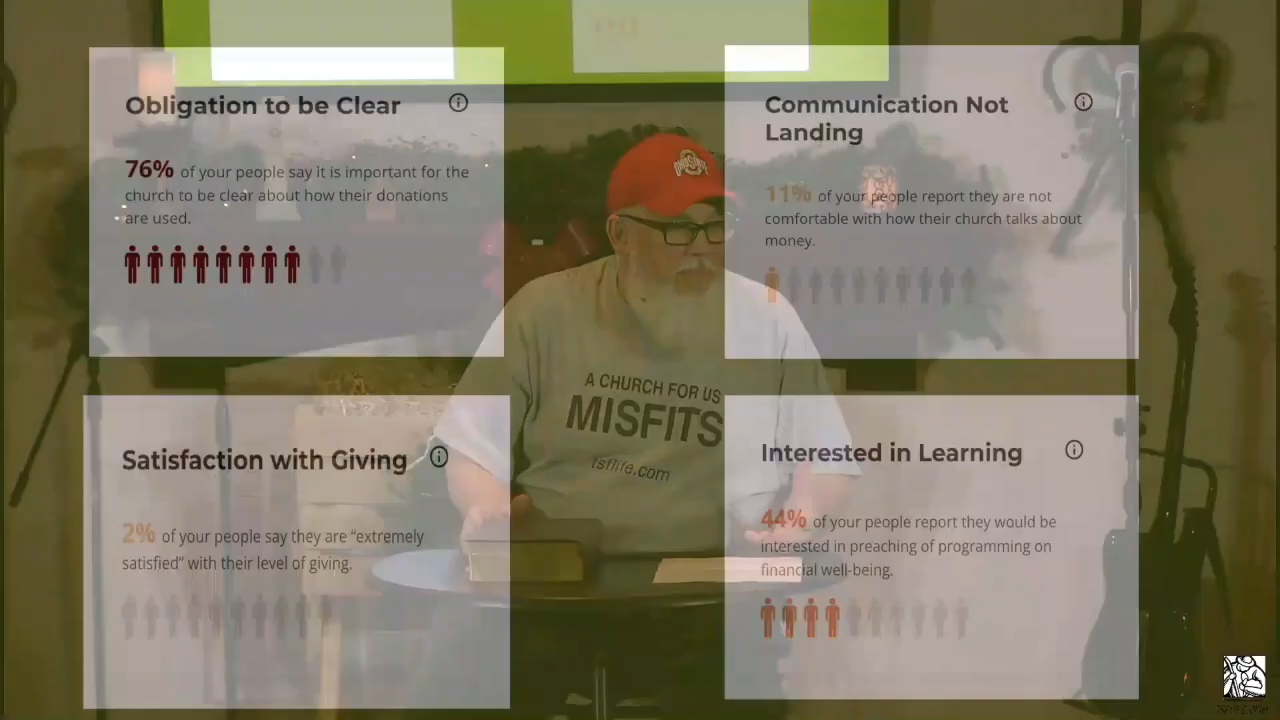 Obligation to be Clear
76% of your people say it is important for the
church to be clear about how their donations
are used.
Communication Not
Landing
11% of your people report they are not
comfortable with how their church talks about
money.
A CHURCH FOR US
MISFITS
tsflife.com
Satisfaction with Giving
2% of your people say they are “extremely
satisfied” with their level of giving.
Interested in Learning
44% of your people report they would be
interested in preaching of programming on
financial well-being.